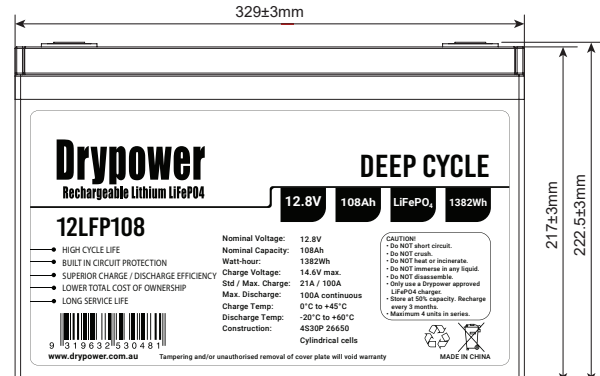 329±3mm
Drypower
Rechargeable Lithium LiFePO4
DEEP CYCLE
12.8V
108Ah
LiFePO₄
1382Wh
12LFP108
HIGH CYCLE LIFE
BUILT IN CIRCUIT PROTECTION
SUPERIOR CHARGE / DISCHARGE EFFICIENCY
LOWER TOTAL COST OF OWNERSHIP
LONG SERVICE LIFE
9 319632 530481
www.drypower.com.au
Nominal Voltage: 12.8V
Nominal Capacity: 108Ah
Watt-hour: 1382Wh
Charge Voltage: 14.6V max.
Std / Max. Charge: 21A / 100A
Max. Discharge: 100A continuous
Charge Temp: 0°C to +45°C
Discharge Temp: -20°C to +60°C
Construction: 4S30P 26650
Cylindrical cells
Tampering and/or unauthorised removal of cover plate will void warranty
CAUTION!
• Do NOT short circuit.
• Do NOT crush.
• Do NOT heat or incinerate.
• Do NOT immerse in any liquid.
• Do NOT disassemble.
• Only use a Drypower approved
LiFePO4 charger.
• Store at 50% capacity. Recharge
every 3 months.
• Maximum 4 units in series.
MADE IN CHINA
217±3mm
222.5±3mm